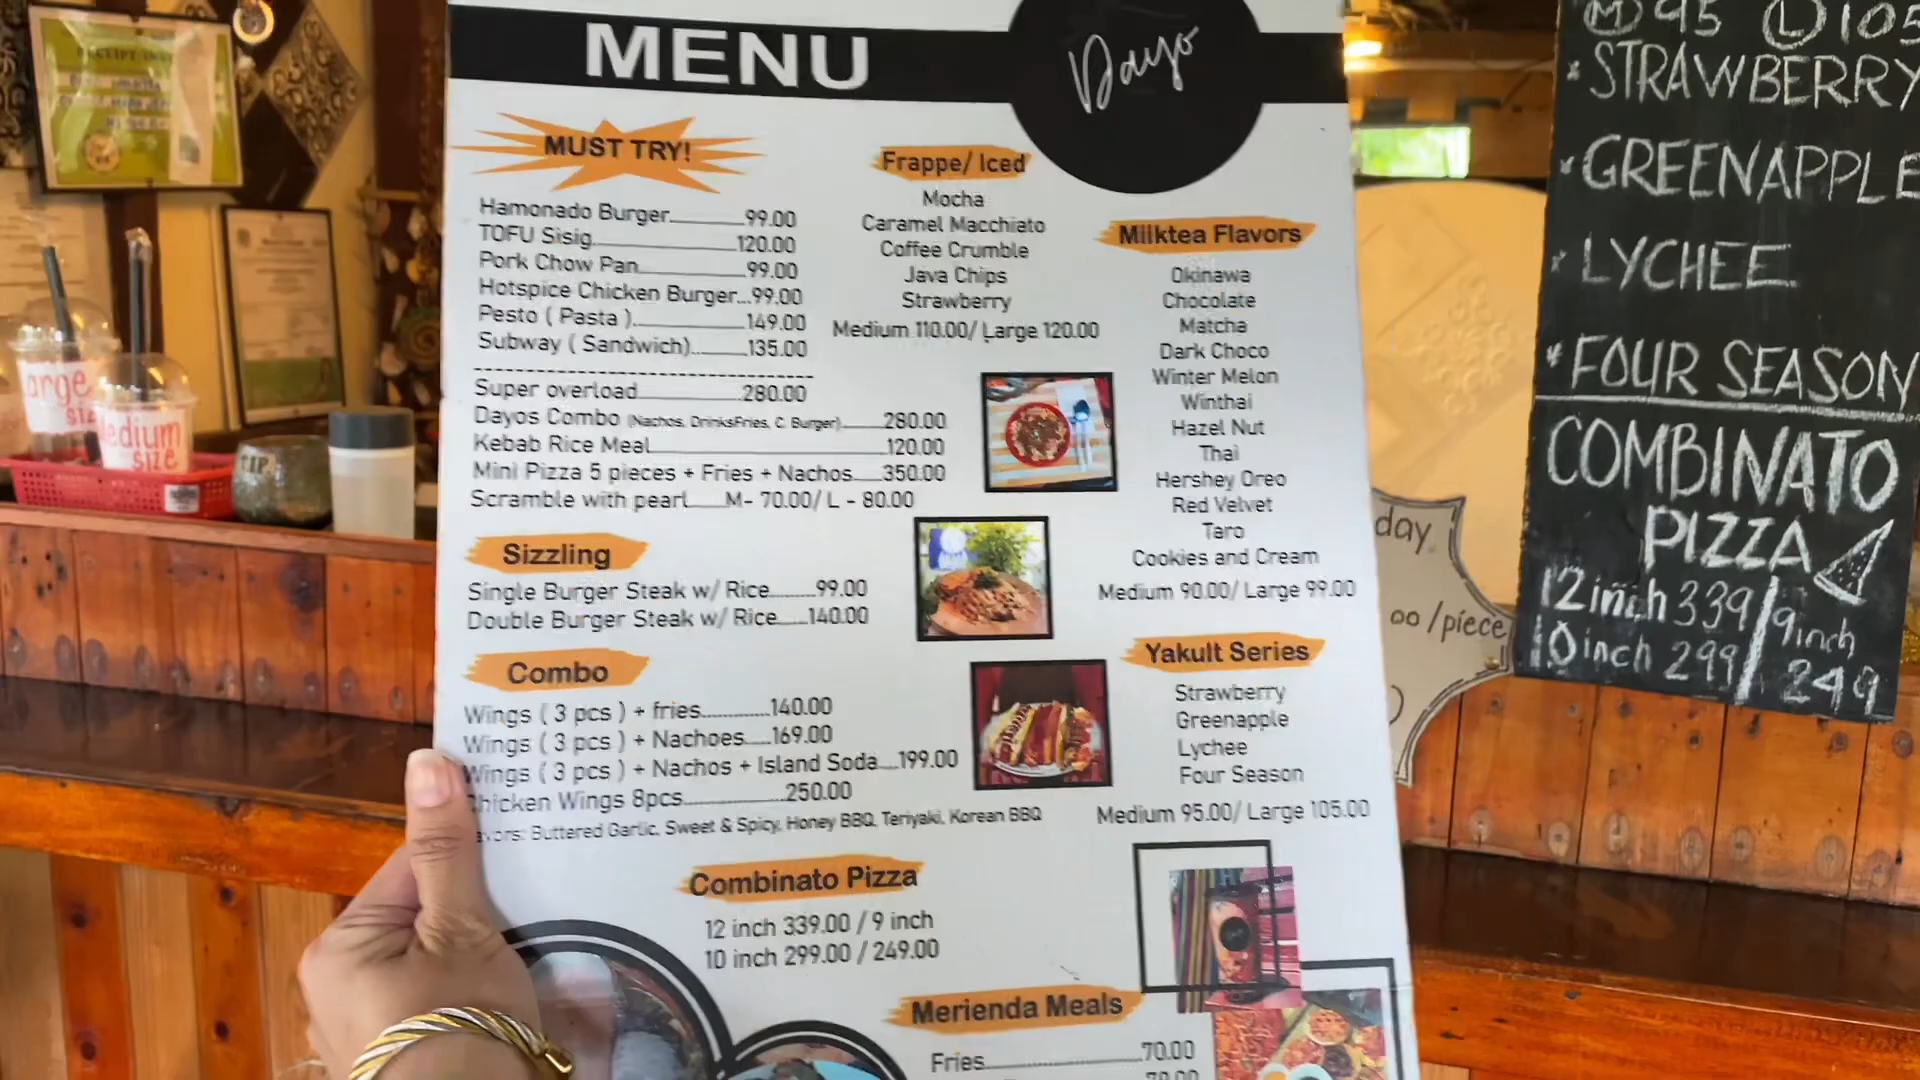 MENU
Dayo
MUST TRY!
Hamonado Burger 99.00
TOFU Sisig 120.00
Pork Chow Pan 99.00
Hotspice Chicken Burger...99.00
Pesto ( Pasta ) 149.00
Subway ( Sandwich) 135.00
Super overload 280.00
Dayos Combo (Nachos, DrinksFries, C. Burger) 280.00
Kebab Rice Meal 120.00
Mini Pizza 5 pieces + Fries + Nachos 350.00
Scramble with pearl M- 70.00/ L - 80.00
Sizzling
Single Burger Steak w/ Rice 99.00
Double Burger Steak w/ Rice 140.00
Combo
Wings ( 3 pcs ) + fries 140.00
Wings ( 3 pcs ) + Nachoes 169.00
Wings ( 3 pcs ) + Nachos + Island Soda 199.00
Chicken Wings 8pcs 250.00
Buttered Garlic, Sweet & Spicy, Honey BBQ, Teriyaki, Korean BBQ
Combinato Pizza
12 inch 339.00 / 9 inch
10 inch 299.00 / 249.00
Frappe/ Iced
Mocha
Caramel Macchiato
Coffee Crumble
Java Chips
Strawberry
Medium 110.00/ Large 120.00
Milktea Flavors
Okinawa
Chocolate
Matcha
Dark Choco
Winter Melon
Winthai
Hazel Nut
Thai
Hershey Oreo
Red Velvet
Taro
Cookies and Cream
Medium 90.00/ Large 99.00
Yakult Series
Strawberry
Greenapple
Lychee
Four Season
Medium 95.00/ Large 105.00
Merienda Meals
Fries 70.00
M 95 L 105
* STRAWBERRY
* GREENAPPLE
* LYCHEE
* FOUR SEASON
COMBINATO
PIZZA
12 inch 339 / 9 inch
10 inch 299 / 249
day
00/piece
TIP
medium
size